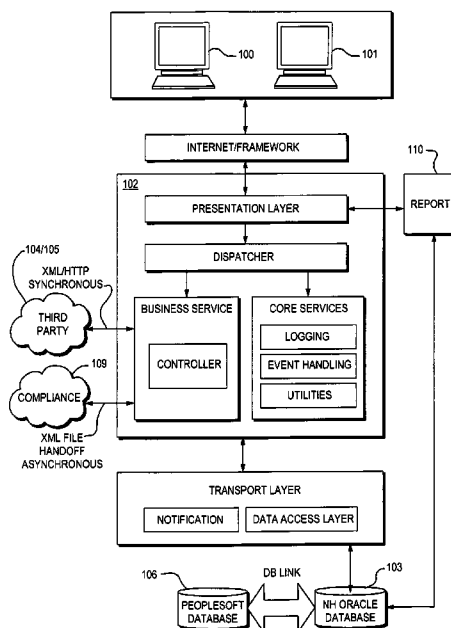 100
101
INTERNET/FRAMEWORK
110
102
PRESENTATION LAYER
REPORT
DISPATCHER
104/105
XML/HTTP
SYNCHRONOUS
THIRD
PARTY
BUSINESS SERVICE
CONTROLLER
CORE SERVICES
LOGGING
EVENT HANDLING
UTILITIES
109
COMPLIANCE
XML FILE
HANDOFF
ASYNCHRONOUS
TRANSPORT LAYER
NOTIFICATION
DATA ACCESS LAYER
106
DB LINK
103
PEOPLESOFT
DATABASE
NH ORACLE
DATABASE